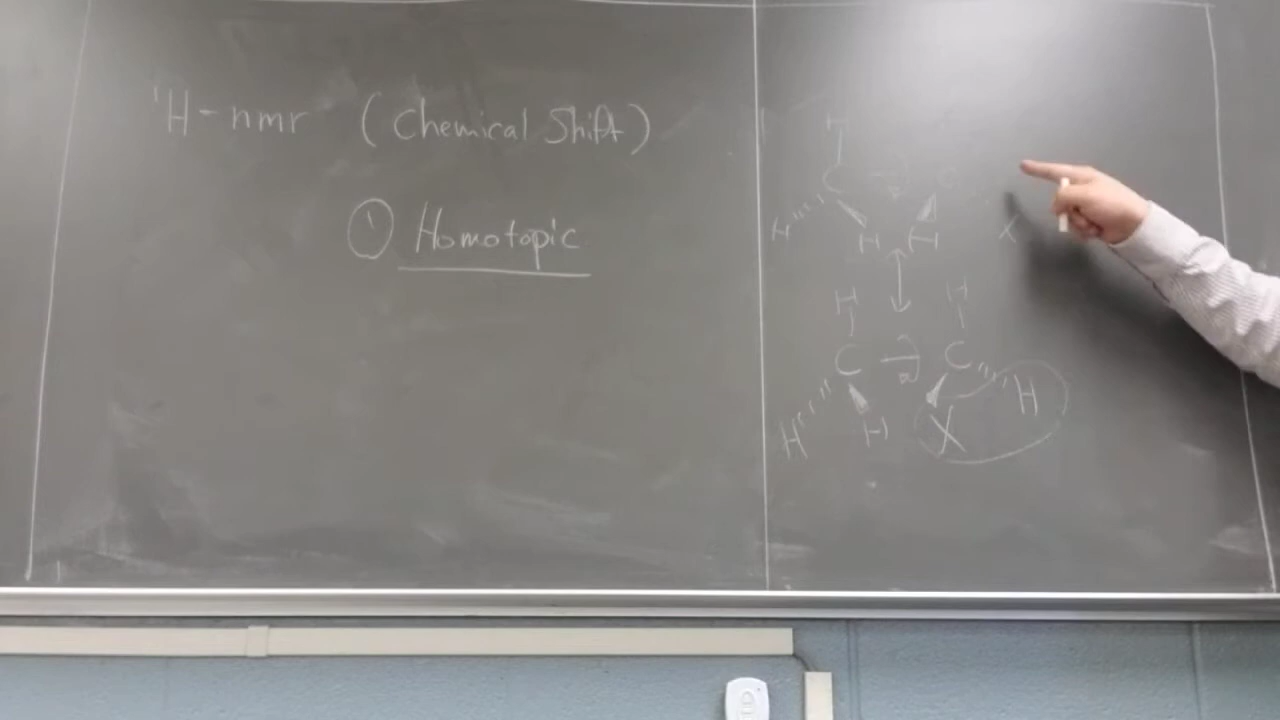 ¹H-nmr (Chemical Shift)
① Homotopic
H
C
H H H X
H H
C C
H H X H